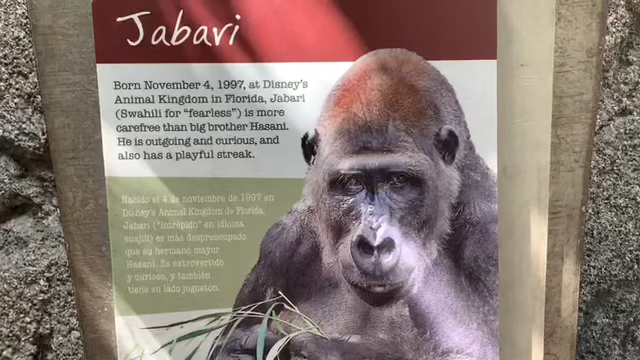 Jabari
Born November 4, 1997, at Disney's
Animal Kingdom in Florida, Jabari
(Swahili for "fearless") is more
carefree than big brother Hasani.
He is outgoing and curious, and
also has a playful streak.
Nacido el 4 de noviembre de 1997 en
Disney's Animal Kingdom de Florida,
Jabari ("intrépido" en idioma
suajili) es más despreocupado
que su hermano mayor
Hasani. Es extrovertido
y curioso, y también
tiene su lado juguetón.